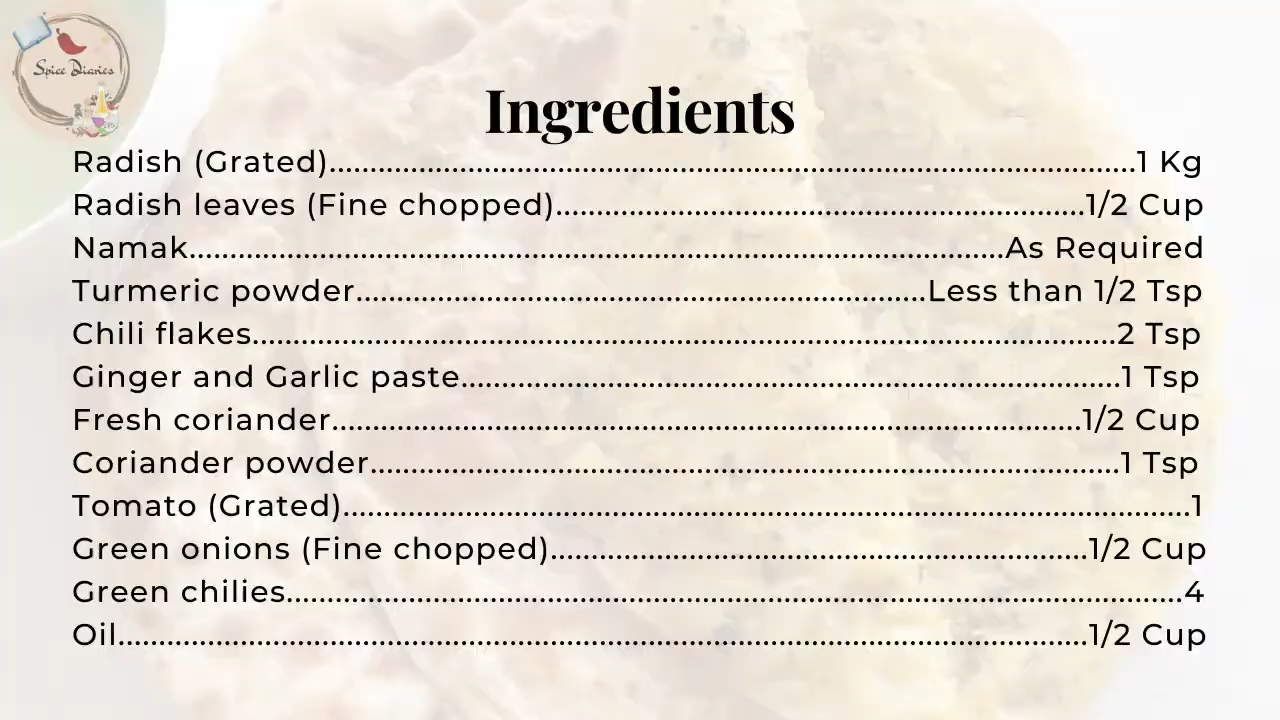 Spice Diaries
Ingredients
Radish (Grated)....................................................................................................1 Kg
Radish leaves (Fine chopped).................................................................1/2 Cup
Namak....................................................................................................As Required
Turmeric powder......................................................................Less than 1/2 Tsp
Chili flakes..........................................................................................................2 Tsp
Ginger and Garlic paste.................................................................................1 Tsp
Fresh coriander............................................................................................1/2 Cup
Coriander powder............................................................................................1 Tsp
Tomato (Grated)........................................................................................................1
Green onions (Fine chopped)..................................................................1/2 Cup
Green chilies..............................................................................................................4
Oil.......................................................................................................................1/2 Cup